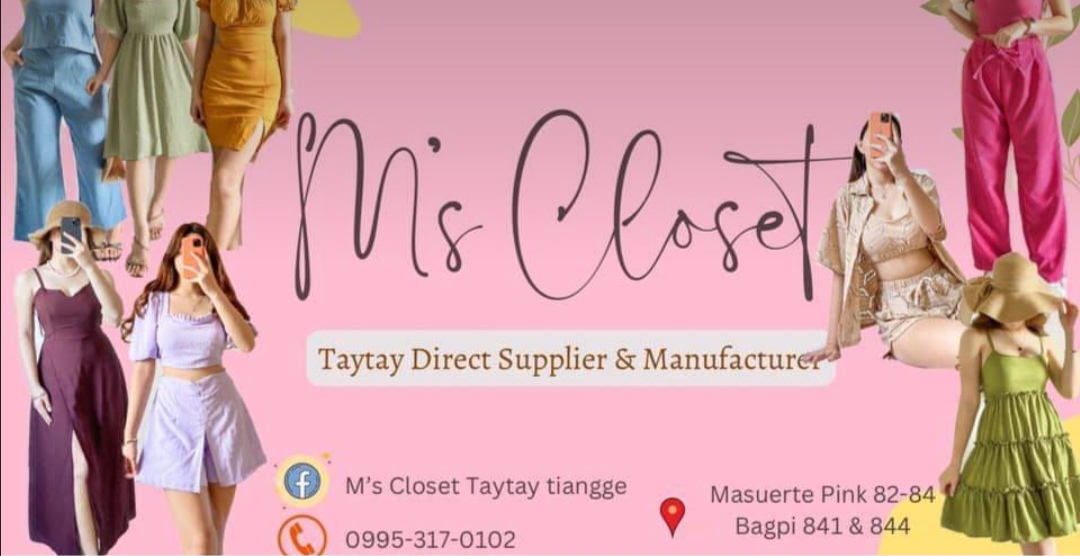 M's Closet
Taytay Direct Supplier & Manufacturer
M's Closet Taytay tiangge
0995-317-0102
Masuerte Pink 82-84
Bagpi 841 & 844